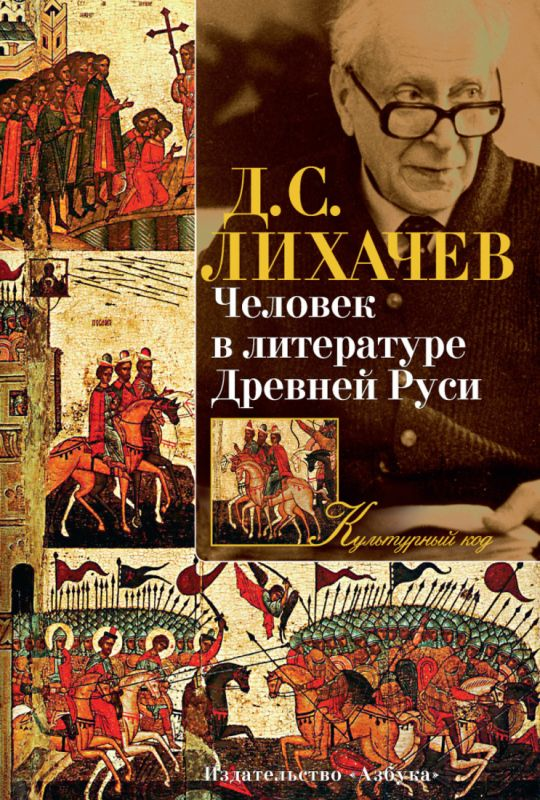 Д.С.
ЛИХАЧЕВ
Человек
в литературе
Древней Руси
Культурный код
Издательство «Азбука»